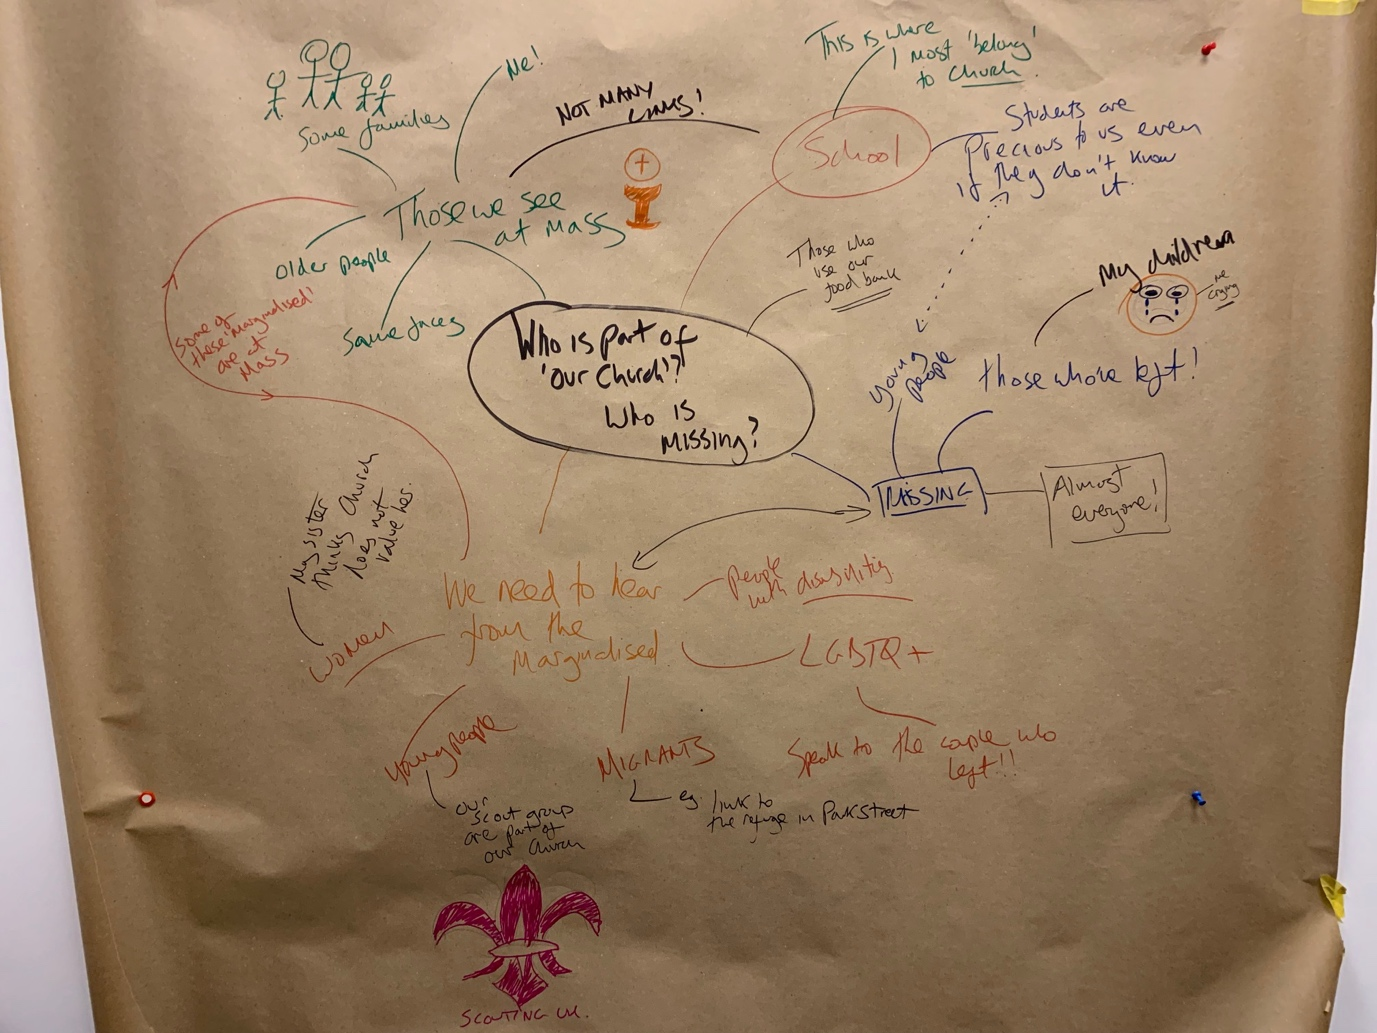 This is where
I most 'belong'
to Church.
Me!
NOT MANY
LINKS!
Some families
Students are
Precious to us even
if they don't know
it.
School
Those we see
at Mass
older people
Same faces
Some of
these 'marginalised'
are at
Mass
Those who
use our
food bank
My children
me
crying
Who is part of
'our Church'?
Who is
Missing?
Young
people
Those who've left!
MISSING
Almost
everyone!
My sister
thinks Church
does not
value her.
We need to hear
from the
Marginalised
People
with disability
Women
LGBTQ+
Young people
MIGRANTS
Speak to the couple who
left!!
our
Scout group
are part of
our Church
eg. link to
the refuge in Park Street
SCOUTING UK.